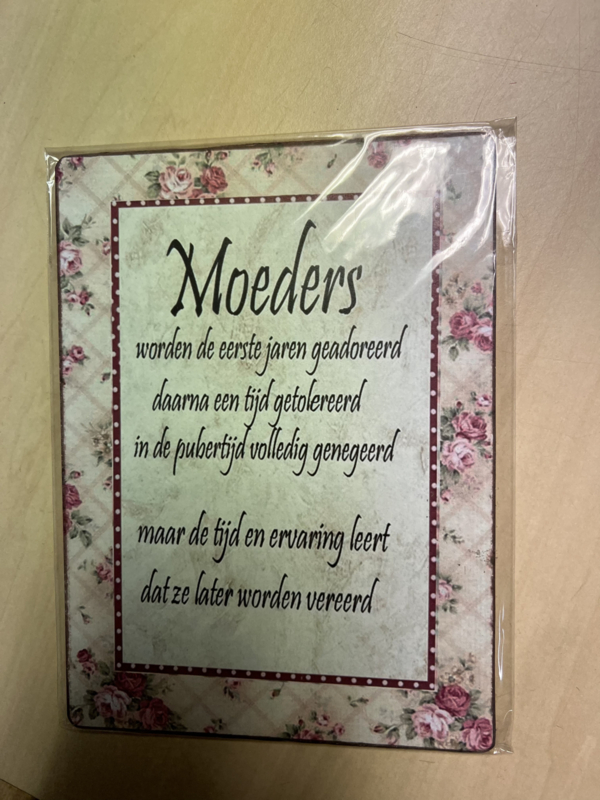 Moeders
worden de eerste jaren geadoreerd
daarna een tijd getolereerd
in de pubertijd volledig genegeerd
maar de tijd en ervaring leert
dat ze later worden vereerd